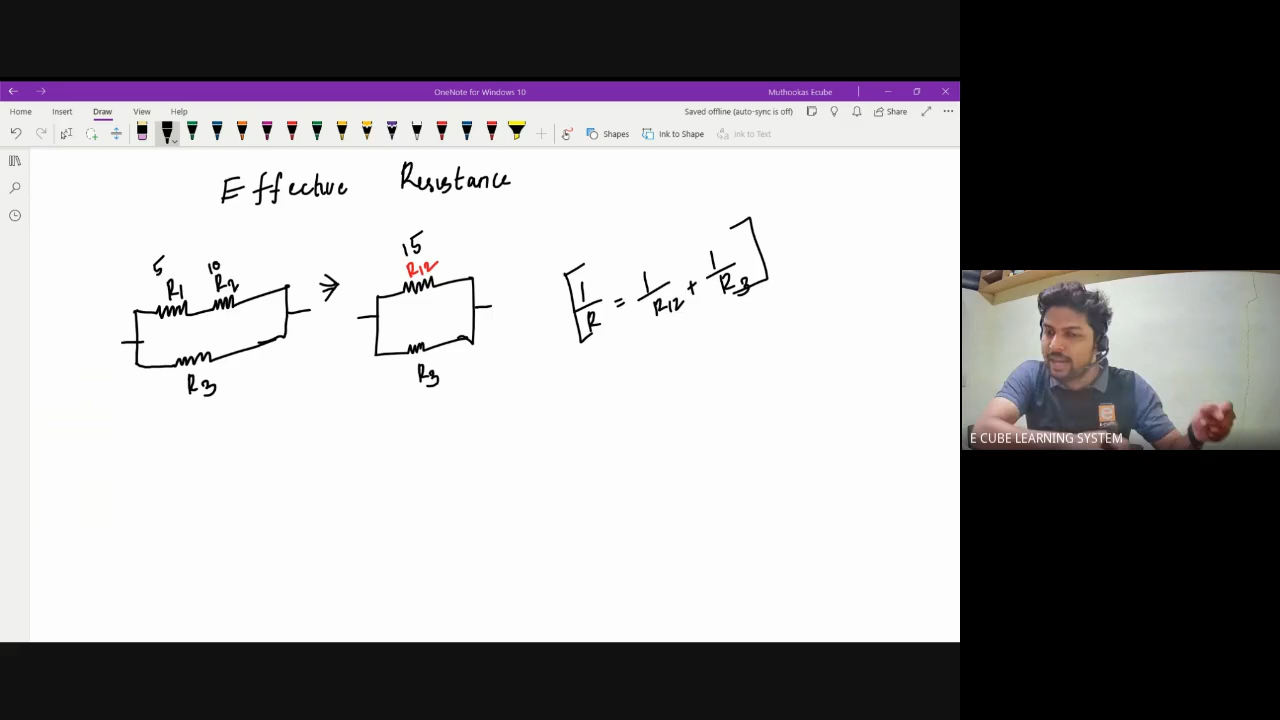 OneNote for Windows 10
Muthookas Ecube
Home Insert Draw View Help
Saved offline (auto-sync is off)
Share
Shapes
Ink to Shape
Ink to Text
Effective Resistance
5 10
R1 R2
R3
15
R12
R3
1/R = 1/R12 + 1/R3
E CUBE LEARNING SYSTEM